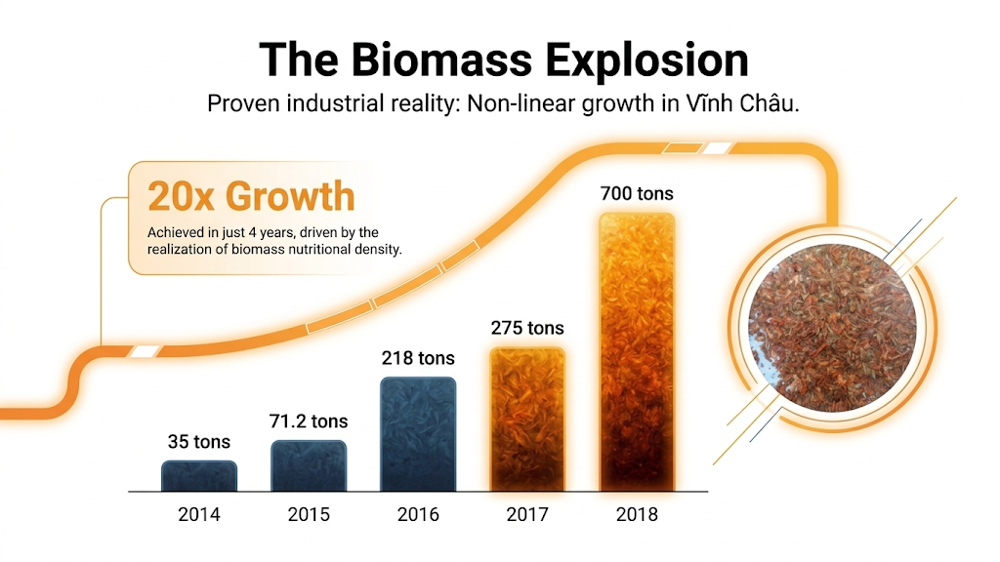 The Biomass Explosion
Proven industrial reality: Non-linear growth in Vĩnh Châu.
20x Growth
Achieved in just 4 years, driven by the
realization of biomass nutritional density.
35 tons
71.2 tons
218 tons
275 tons
700 tons
2014
2015
2016
2017
2018